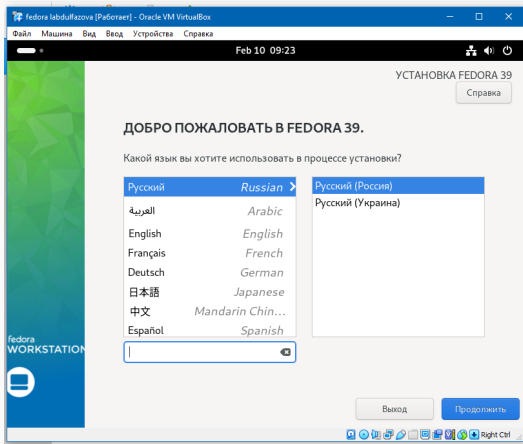 fedora labdulfazova [Работает] - Oracle VM VirtualBox
Файл Машина Вид Ввод Устройства Справка
Feb 10 09:23
УСТАНОВКА FEDORA 39
Справка
ДОБРО ПОЖАЛОВАТЬ В FEDORA 39.
Какой язык вы хотите использовать в процессе установки?
Русский Russian
العربية Arabic
English English
Français French
Deutsch German
日本語 Japanese
中文 Mandarin Chin...
Español Spanish
Русский (Россия)
Русский (Украина)
fedora
WORKSTATION
Выход
Продолжить
Right Ctrl